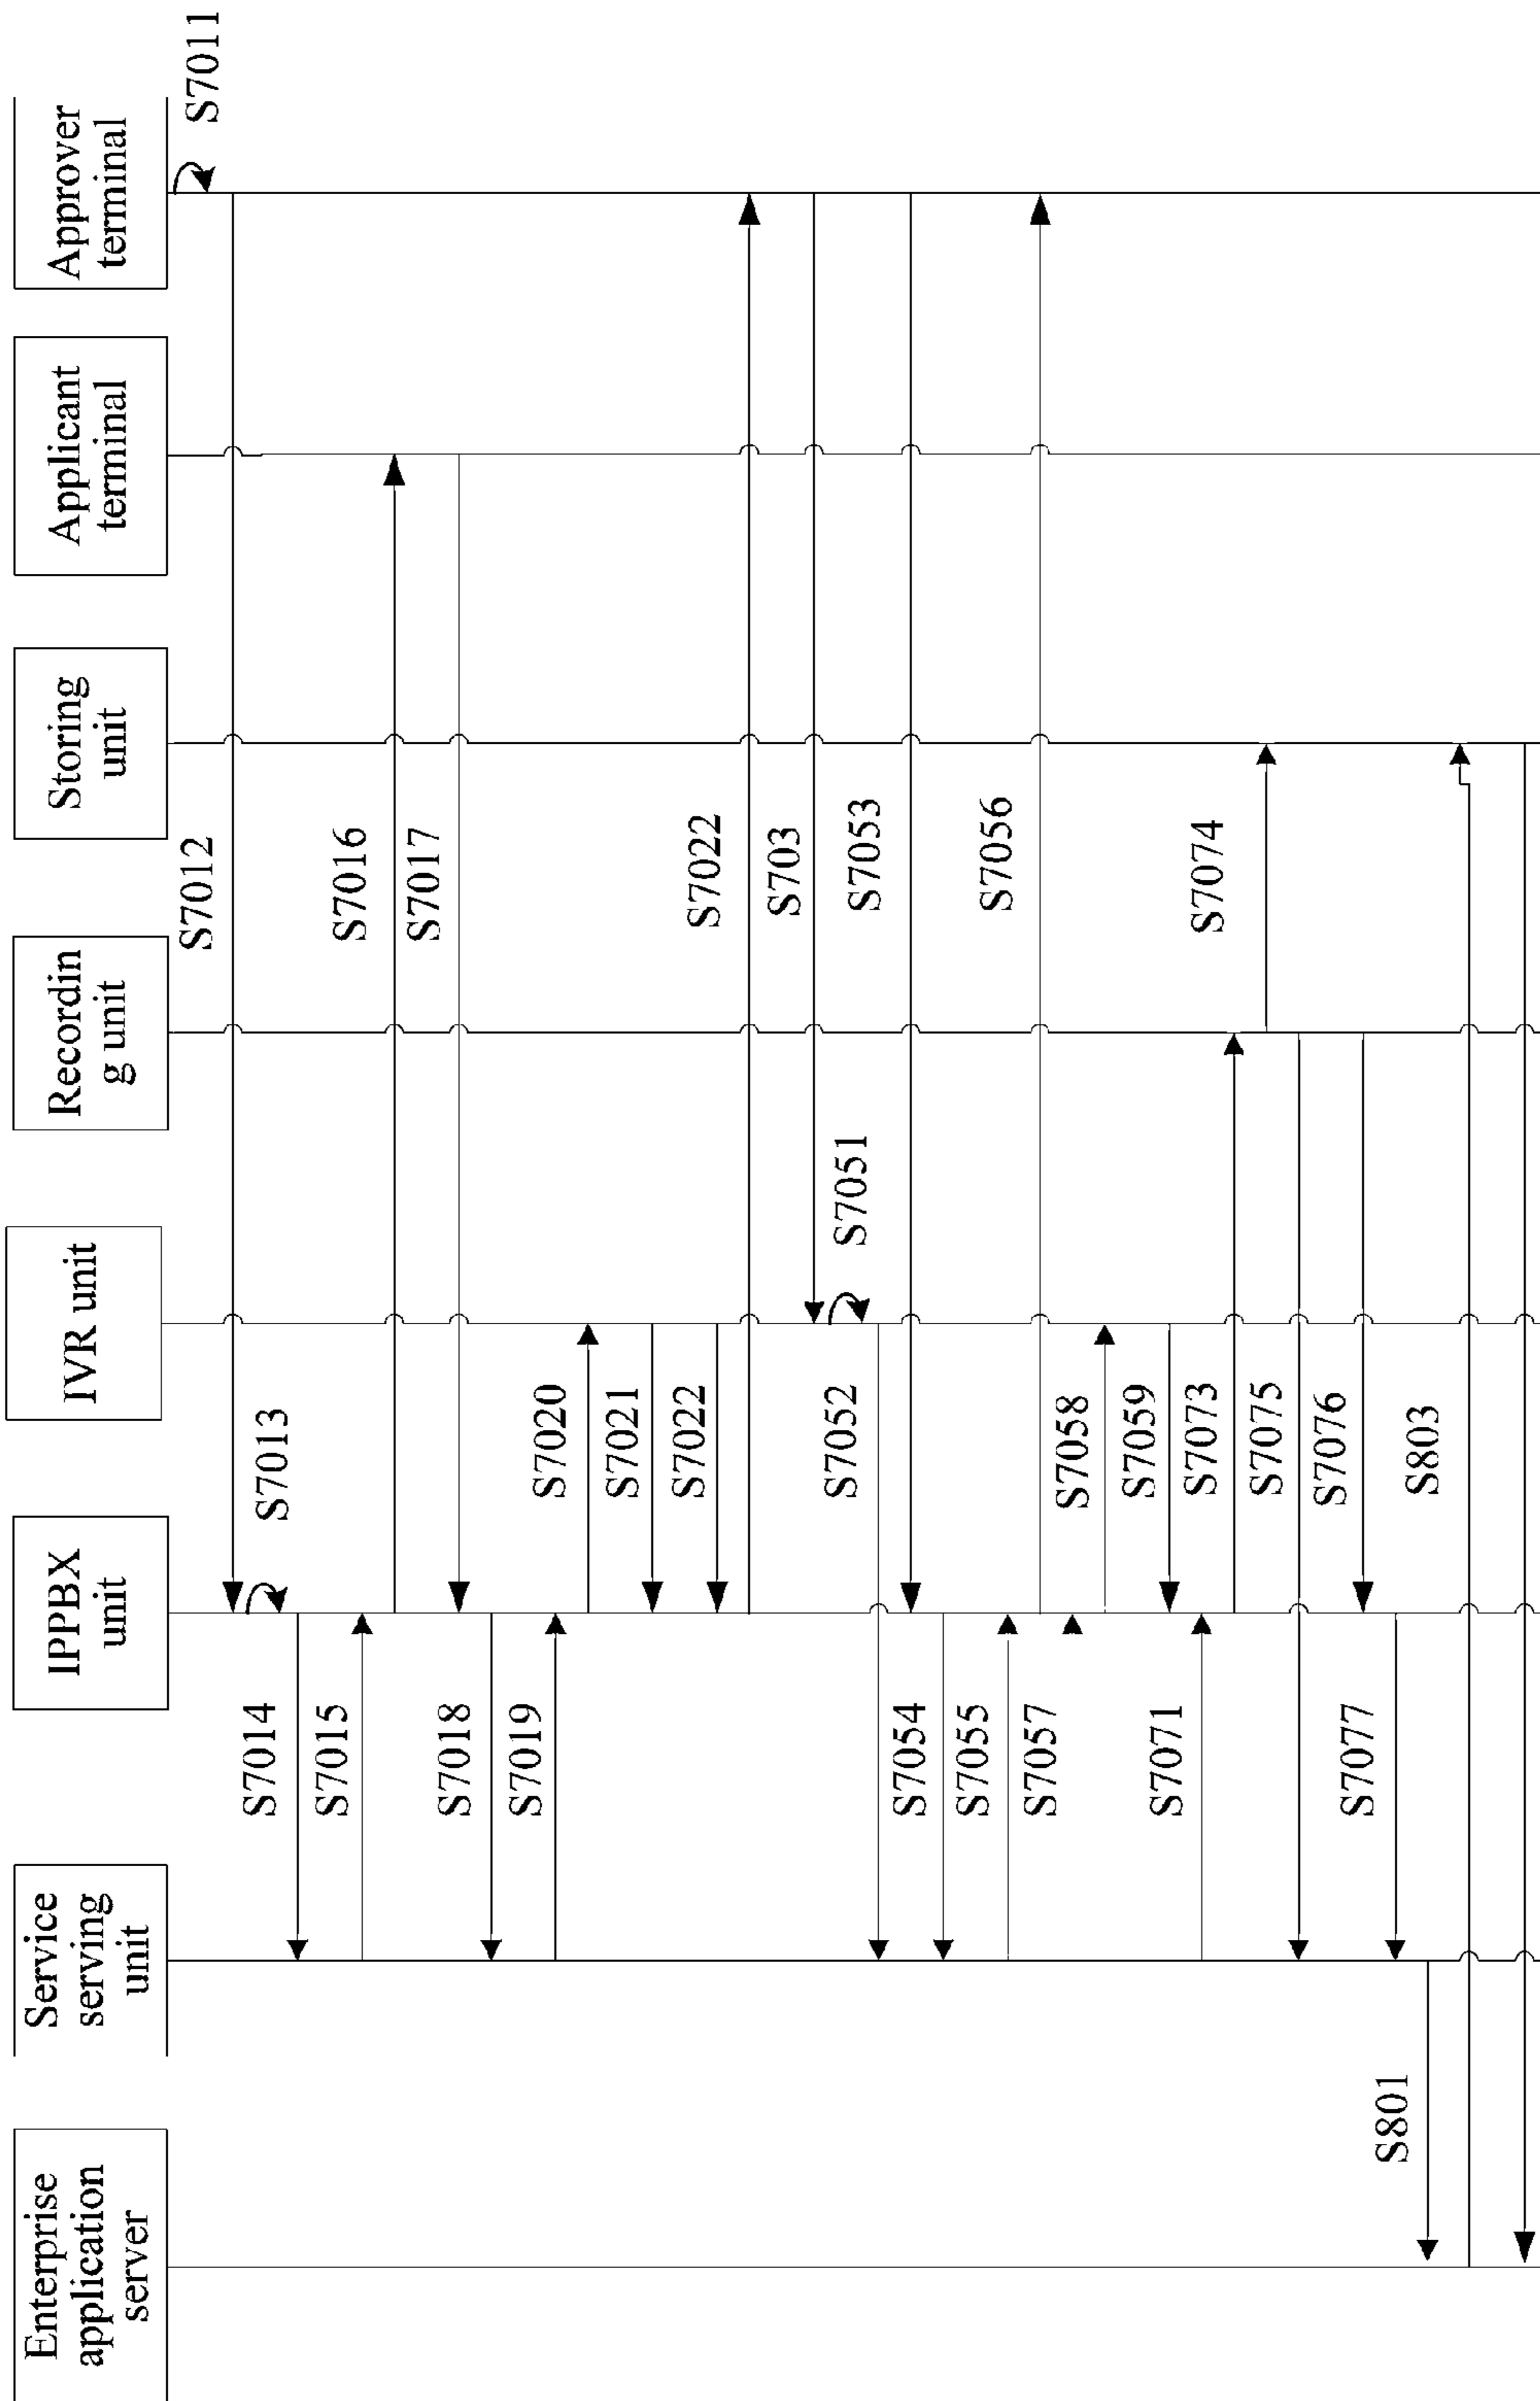 Enterprise
application
server
Service
serving
unit
IPPBX
unit
IVR unit
Recordin
g unit
Storing
unit
Applicant
terminal
Approver
terminal
S7011
S7012
S7013
S7014
S7015
S7016
S7017
S7018
S7019
S7020
S7021
S7022
S7022
S703
S7051
S7052
S7053
S7054
S7055
S7056
S7057
S7058
S7059
S7071
S7073
S7074
S7075
S7076
S7077
S801
S803